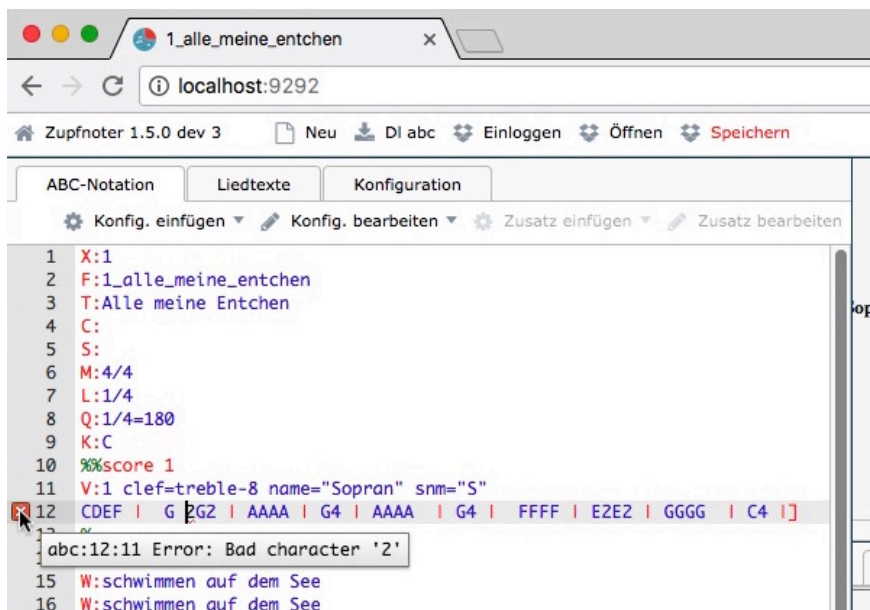 1_alle_meine_entchen
localhost:9292
Zupfnoter 1.5.0 dev 3 Neu Dl abc Einloggen Öffnen Speichern
ABC-Notation Liedtexte Konfiguration
Konfig. einfügen Konfig. bearbeiten Zusatz einfügen Zusatz bearbeiten
1 X:1
2 F:1_alle_meine_entchen
3 T:Alle meine Entchen
4 C:
5 S:
6 M:4/4
7 L:1/4
8 Q:1/4=180
9 K:C
10 %%score 1
11 V:1 clef=treble-8 name="Sopran" snm="S"
12 CDEF | G 2G2 | AAAA | G4 | AAAA | G4 | FFFF | E2E2 | GGGG | C4 |]
abc:12:11 Error: Bad character '2'
15 W:schwimmen auf dem See
16 W:schwimmen auf dem See